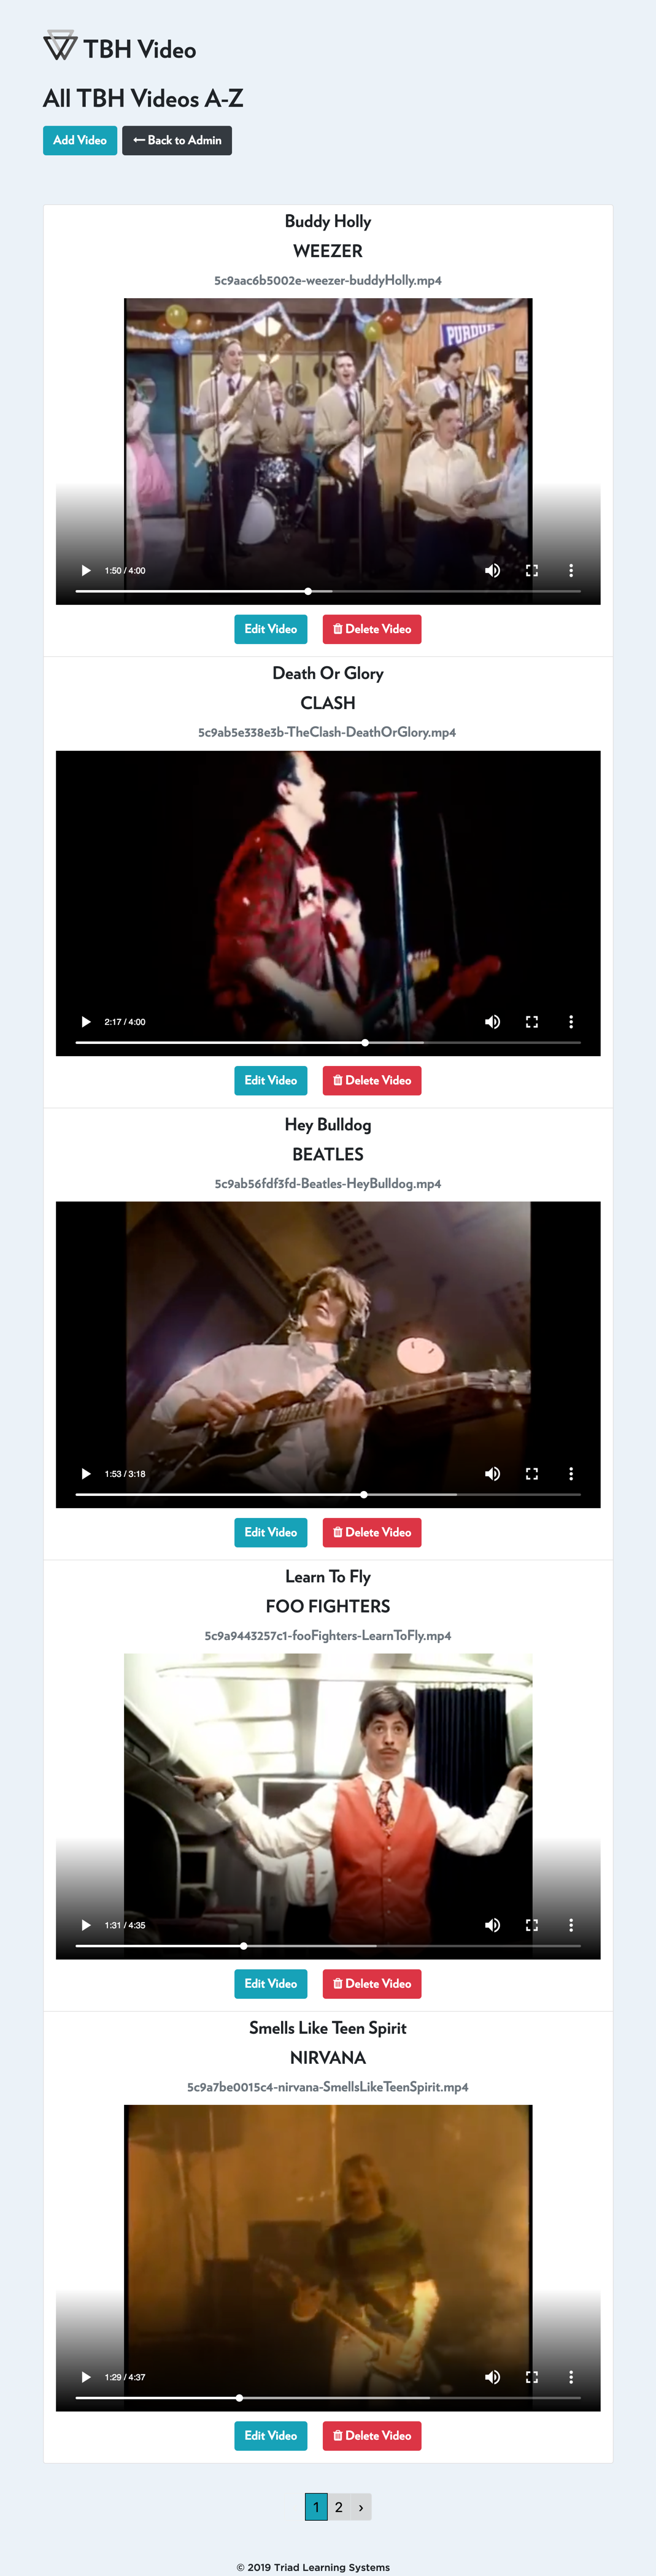 TBH Video
All TBH Videos A-Z
Add Video
← Back to Admin
Buddy Holly
WEEZER
5c9aac6b5002e-weezer-buddyHolly.mp4
PURDUE
1:50 / 4:00
Edit Video
Delete Video
Death Or Glory
CLASH
5c9ab5e338e3b-TheClash-DeathOrGlory.mp4
2:17 / 4:00
Edit Video
Delete Video
Hey Bulldog
BEATLES
5c9ab56fdf3fd-Beatles-HeyBulldog.mp4
1:53 / 3:18
Edit Video
Delete Video
Learn To Fly
FOO FIGHTERS
5c9a9443257c1-fooFighters-LearnToFly.mp4
1:31 / 4:35
Edit Video
Delete Video
Smells Like Teen Spirit
NIRVANA
5c9a7be0015c4-nirvana-SmellsLikeTeenSpirit.mp4
1:29 / 4:37
Edit Video
Delete Video
1 2 ›
© 2019 Triad Learning Systems